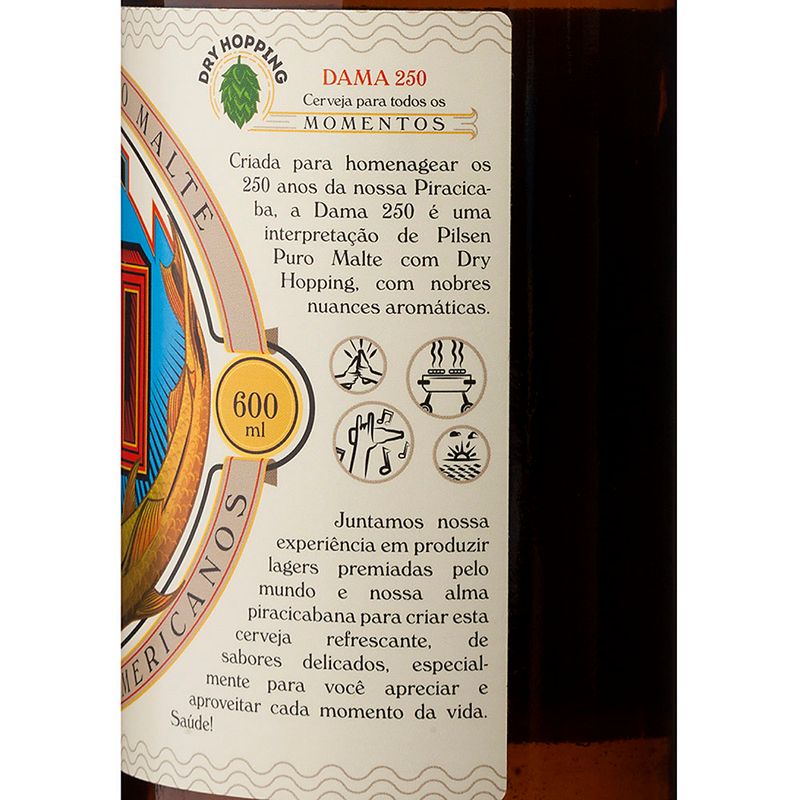 DRY HOPPING
DAMA 250
Cerveja para todos os
MOMENTOS
O MALTE
Criada para homenagear os
250 anos da nossa Piracica-
ba, a Dama 250 é uma
interpretação de Pilsen
Puro Malte com Dry
Hopping, com nobres
nuances aromáticas.
600
ml
MERICANOS
Juntamos nossa
experiência em produzir
lagers premiadas pelo
mundo e nossa alma
piracicabana para criar esta
cerveja refrescante, de
sabores delicados, especial-
mente para você apreciar e
aproveitar cada momento da vida.
Saúde!